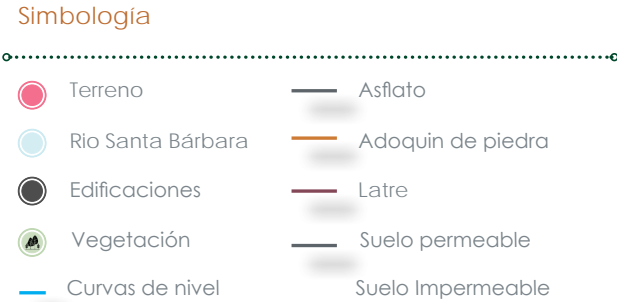 Simbología
Terreno
Rio Santa Bárbara
Edificaciones
Vegetación
Curvas de nivel
Asflato
Adoquin de piedra
Latre
Suelo permeable
Suelo Impermeable